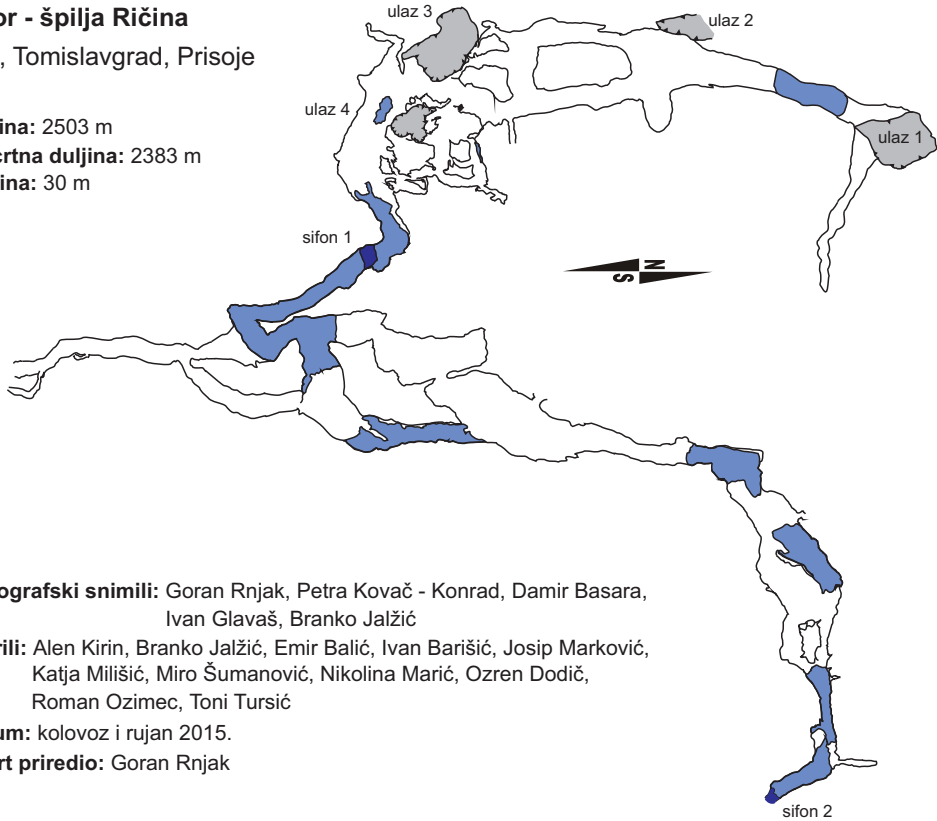 or - špilja Ričina
, Tomislavgrad, Prisoje
ina: 2503 m
crtna duljina: 2383 m
ina: 30 m
ulaz 3
ulaz 2
ulaz 4
ulaz 1
sifon 1
N
S
ografski snimili: Goran Rnjak, Petra Kovač - Konrad, Damir Basara,
Ivan Glavaš, Branko Jalžić
rili: Alen Kirin, Branko Jalžić, Emir Balić, Ivan Barišić, Josip Marković,
Katja Milišić, Miro Šumanović, Nikolina Marić, Ozren Dodič,
Roman Ozimec, Toni Tursić
um: kolovoz i rujan 2015.
rt priredio: Goran Rnjak
sifon 2